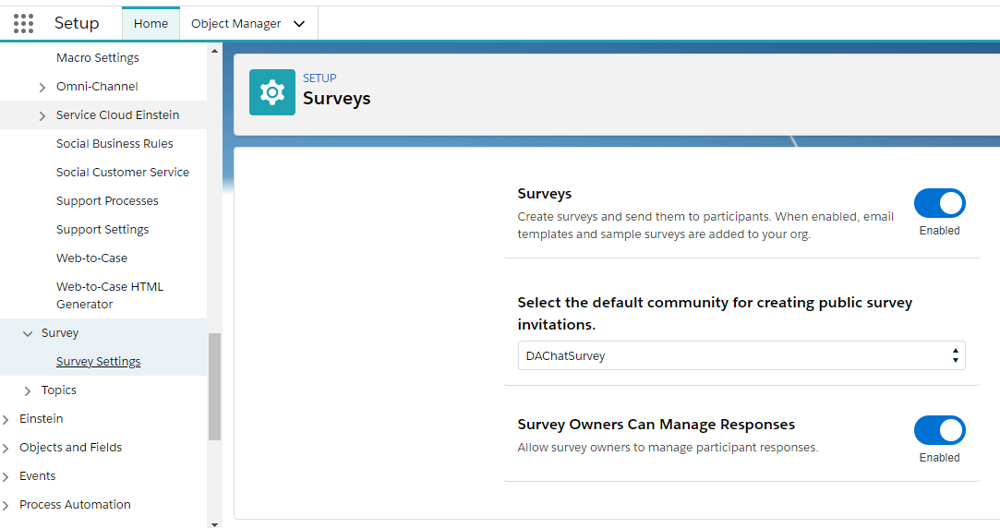 Setup
Home
Object Manager
Macro Settings
Omni-Channel
Service Cloud Einstein
Social Business Rules
Social Customer Service
Support Processes
Support Settings
Web-to-Case
Web-to-Case HTML
Generator
Survey
Survey Settings
Topics
Einstein
Objects and Fields
Events
Process Automation
SETUP
Surveys
Surveys
Create surveys and send them to participants. When enabled, email
templates and sample surveys are added to your org.
Enabled
Select the default community for creating public survey
invitations.
DAChatSurvey
Survey Owners Can Manage Responses
Allow survey owners to manage participant responses.
Enabled